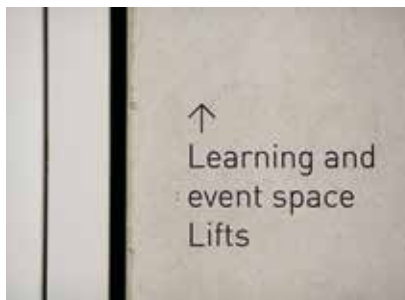 ↑
Learning and
event space
Lifts